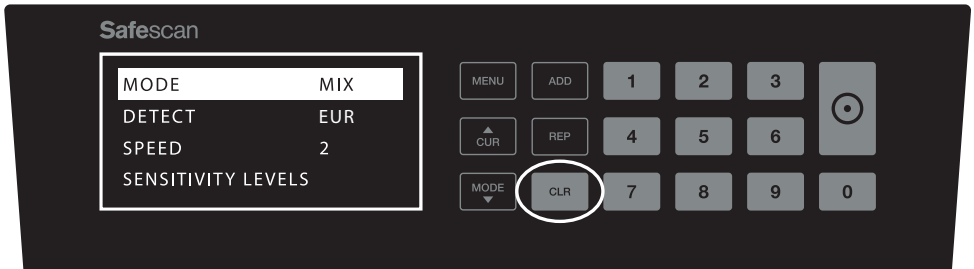 Safescan
MODE MIX
DETECT EUR
SPEED 2
SENSITIVITY LEVELS
MENU ADD 1 2 3
CUR REP 4 5 6
MODE CLR 7 8 9 0